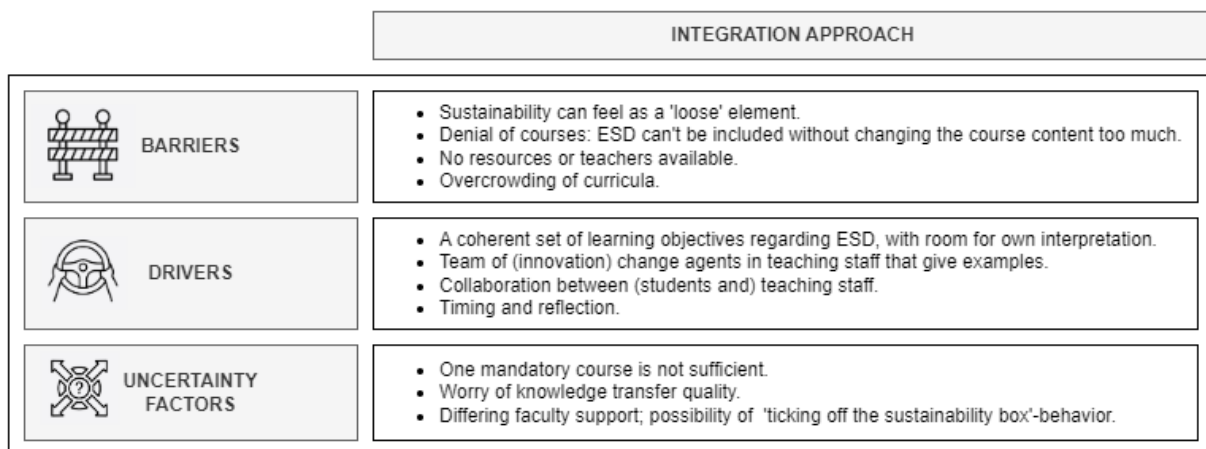 INTEGRATION APPROACH
BARRIERS
• Sustainability can feel as a 'loose' element.
• Denial of courses: ESD can't be included without changing the course content too much.
• No resources or teachers available.
• Overcrowding of curricula.
DRIVERS
• A coherent set of learning objectives regarding ESD, with room for own interpretation.
• Team of (innovation) change agents in teaching staff that give examples.
• Collaboration between (students and) teaching staff.
• Timing and reflection.
?
UNCERTAINTY
FACTORS
• One mandatory course is not sufficient.
• Worry of knowledge transfer quality.
• Differing faculty support; possibility of 'ticking off the sustainability box'-behavior.